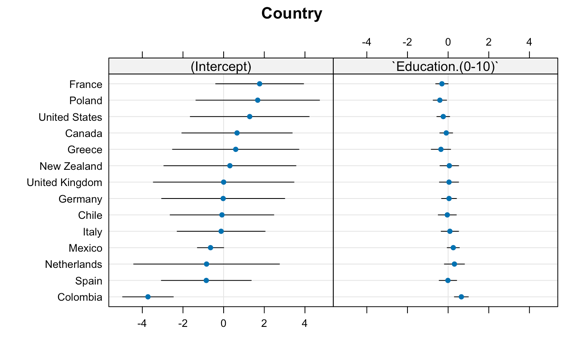 Country
-4 -2 0 2 4
(Intercept) `Education.(0-10)`
France
Poland
United States
Canada
Greece
New Zealand
United Kingdom
Germany
Chile
Italy
Mexico
Netherlands
Spain
Colombia
-4 -2 0 2 4